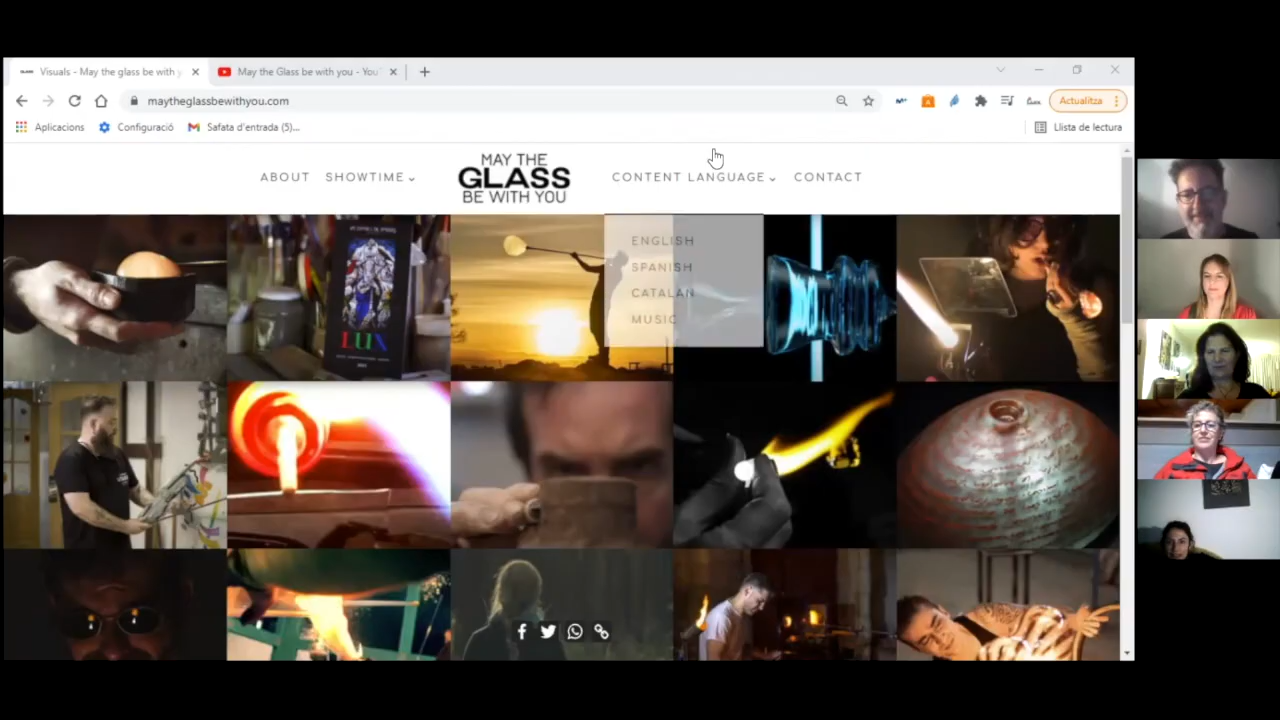 Visuals - May the glass be with y
May the Glass be with you - You
maytheglassbewithyou.com
Actualitza
Aplicacions
Configuració
Safata d'entrada (5)...
Llista de lectura
ABOUT
SHOWTIME
MAY THE
GLASS
BE WITH YOU
CONTENT LANGUAGE
CONTACT
ENGLISH
SPANISH
CATALAN
MUSIC
LUX